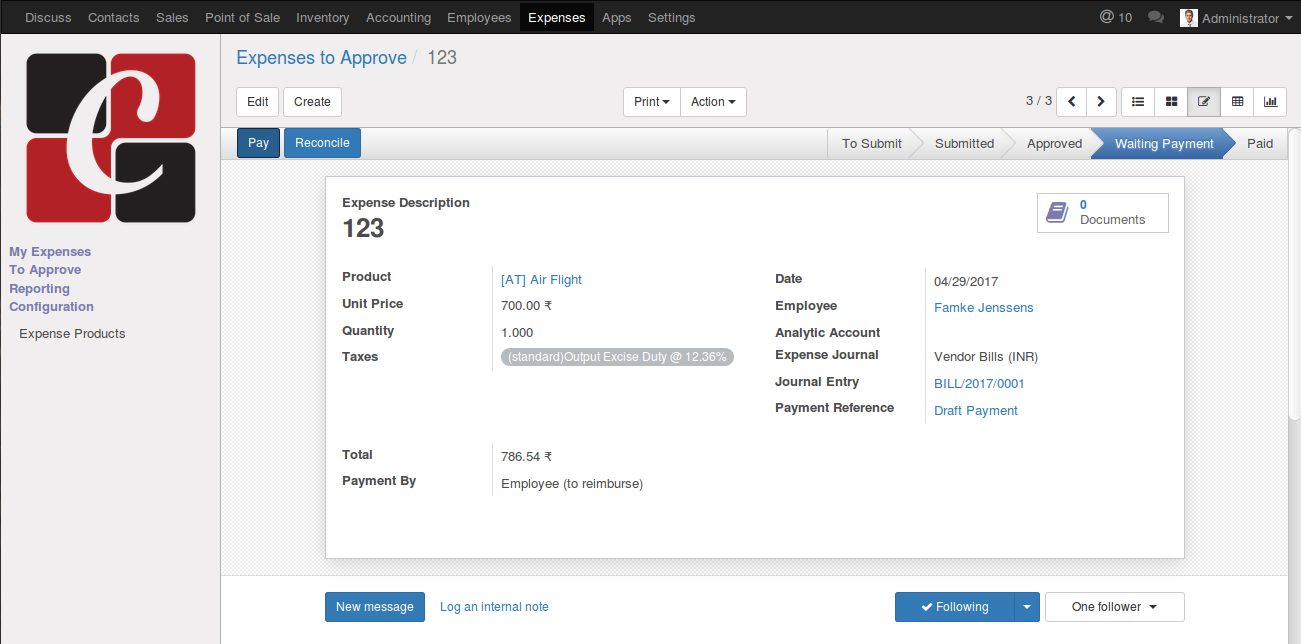 Discuss Contacts Sales Point of Sale Inventory Accounting Employees Expenses Apps Settings @ 10 Administrator
Expenses to Approve / 123
Edit Create Print Action 3 / 3
Pay Reconcile To Submit Submitted Approved Waiting Payment Paid
C
My Expenses
To Approve
Reporting
Configuration
Expense Products
Expense Description
123
0
Documents
Product [AT] Air Flight
Unit Price 700.00 ₹
Quantity 1.000
Taxes (standard)Output Excise Duty @ 12.36%
Date 04/29/2017
Employee Famke Jenssens
Analytic Account
Expense Journal Vendor Bills (INR)
Journal Entry BILL/2017/0001
Payment Reference Draft Payment
Total 786.54 ₹
Payment By Employee (to reimburse)
New message Log an internal note Following One follower